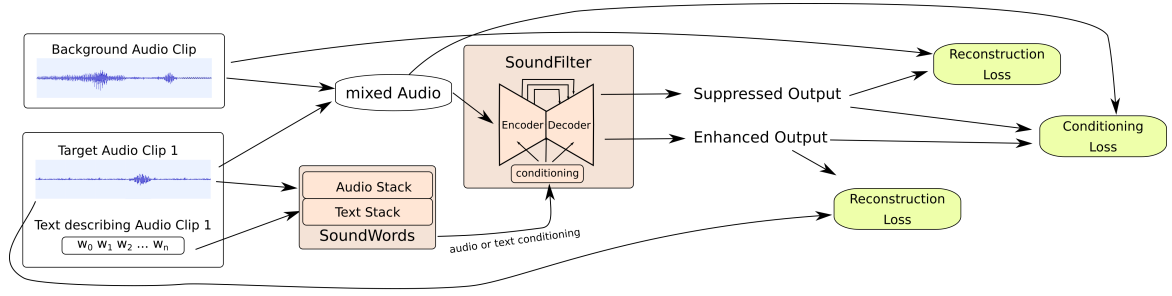 Background Audio Clip
Target Audio Clip 1
Text describing Audio Clip 1
w0 w1 w2 ... wn
mixed Audio
Audio Stack
Text Stack
SoundWords
audio or text conditioning
SoundFilter
Encoder
Decoder
conditioning
Suppressed Output
Enhanced Output
Reconstruction
Loss
Conditioning
Loss
Reconstruction
Loss